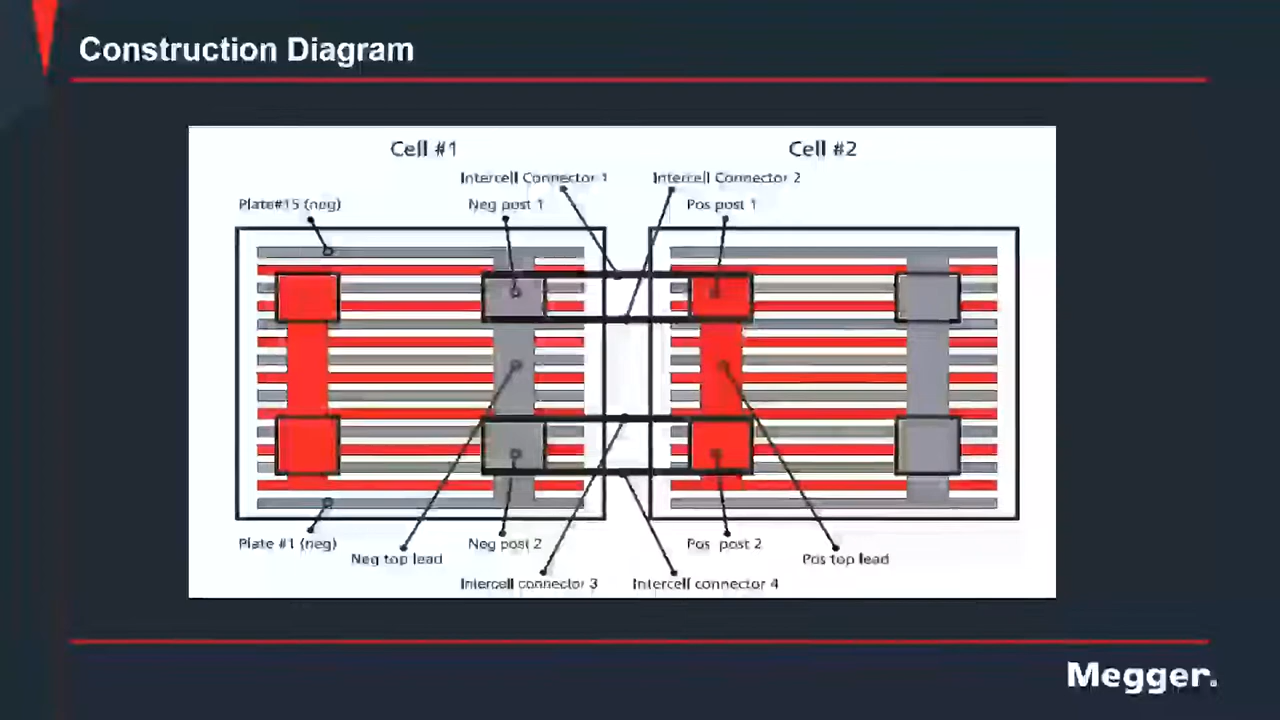 Construction Diagram
Cell #1
Cell #2
Intercell Connector 1
Intercell Connector 2
Plate#15 (neg)
Neg post 1
Pos post 1
Plate #1 (neg)
Neg top lead
Neg post 2
Pos post 2
Pos top lead
Intercell connector 3
Intercell connector 4
Megger.